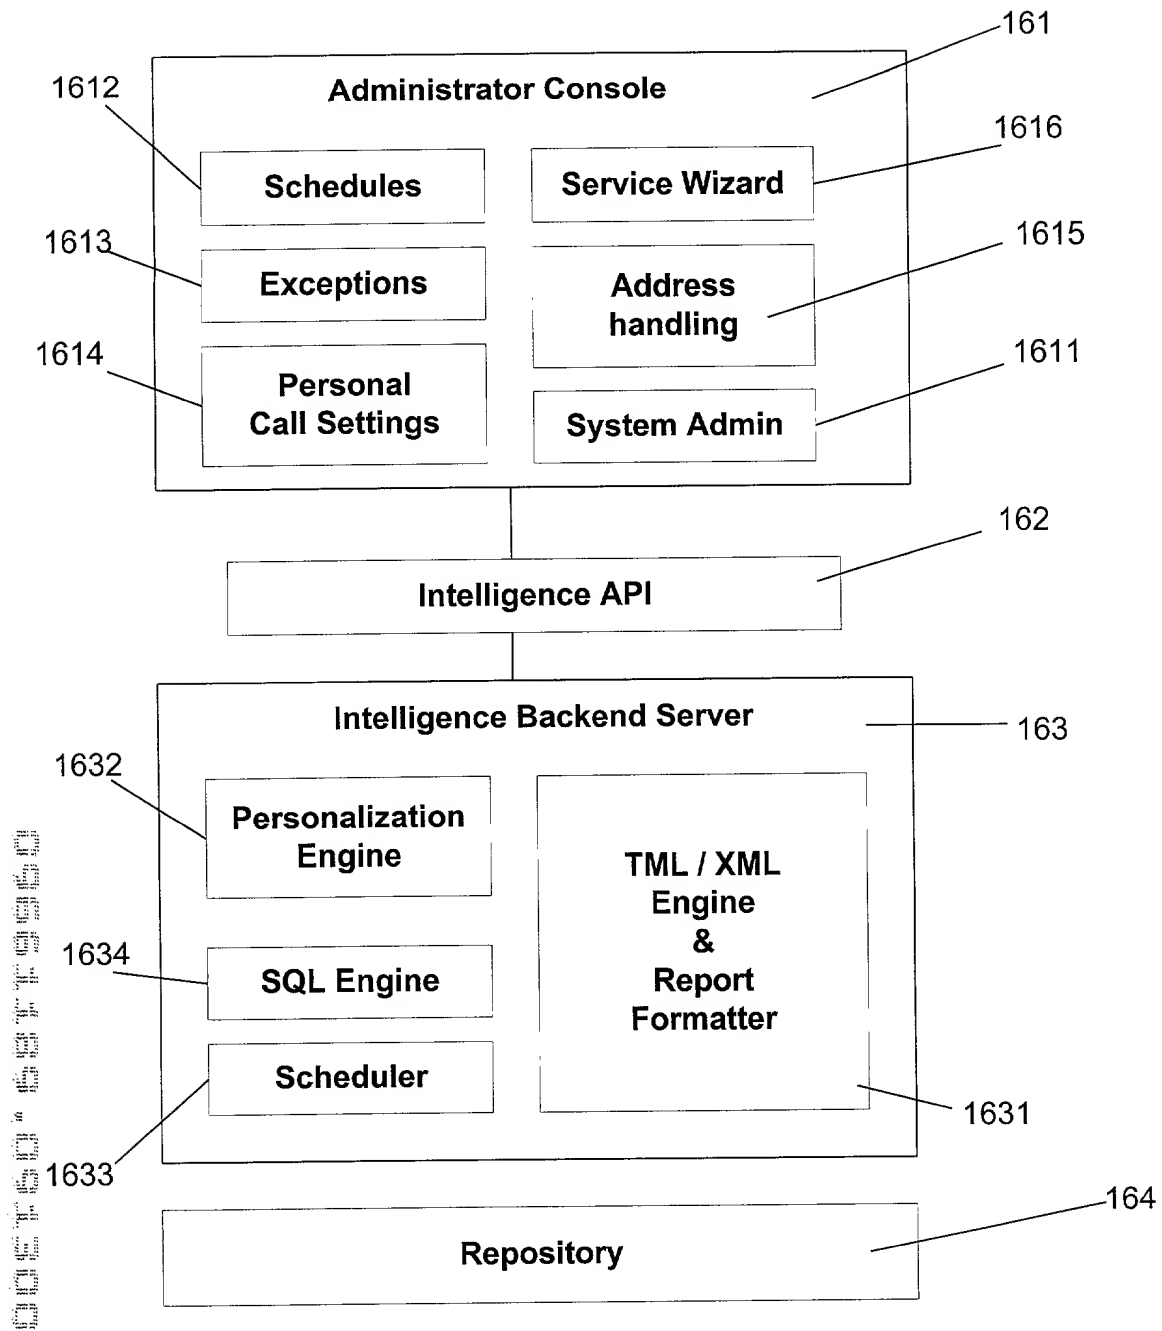 161
Administrator Console
1612
1616
Schedules
Service Wizard
1613
1615
Exceptions
Address
handling
1614
1611
Personal
Call Settings
System Admin
162
Intelligence API
Intelligence Backend Server
163
1632
Personalization
Engine
TML / XML
Engine
&
Report
Formatter
1634
SQL Engine
Scheduler
1631
1633
164
Repository